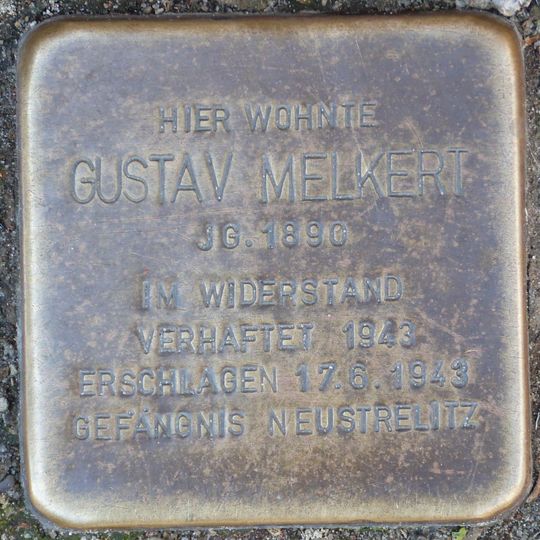 HIER WOHNTE
GUSTAV MELKERT
JG. 1890
IM WIDERSTAND
VERHAFTET 1943
ERSCHLAGEN 17.6.1943
GEFÄNGNIS NEUSTRELITZ